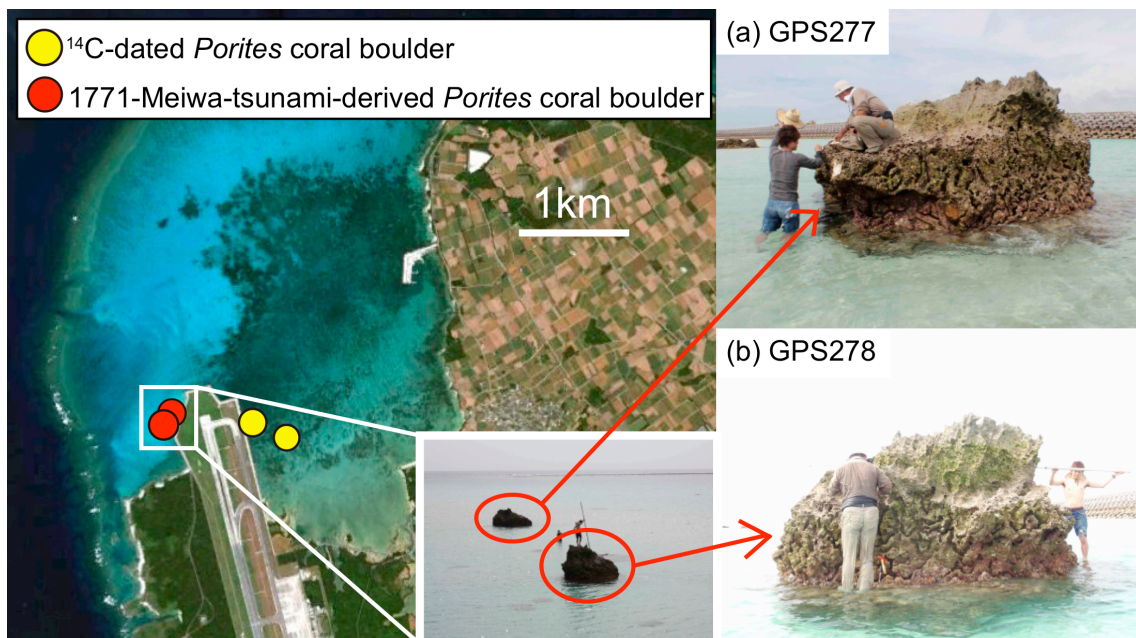 14C-dated Porites coral boulder
1771-Meiwa-tsunami-derived Porites coral boulder
1km
(a) GPS277
(b) GPS278